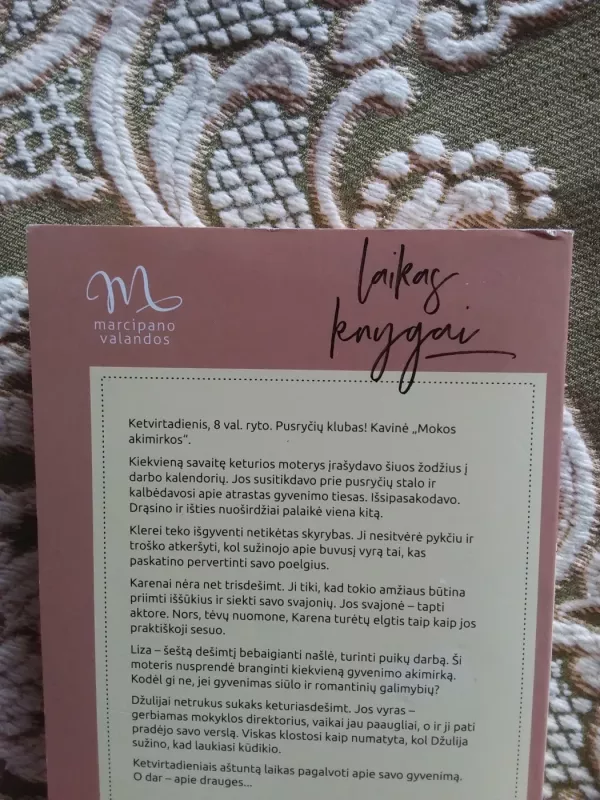 M
marcipano
valandos
laikas
knygai
Ketvirtadienis, 8 val. ryto. Pusryčių klubas! Kavinė „Mokos
akimirkos“.
Kiekvieną savaitę keturios moterys įrašydavo šiuos žodžius į
darbo kalendorių. Jos susitikdavo prie pusryčių stalo ir
kalbėdavosi apie atrastas gyvenimo tiesas. Išsipasakodavo.
Drąsino ir išties nuoširdžiai palaikė viena kitą.
Klerei teko išgyventi netikėtas skyrybas. Ji nesitvėrė pykčiu ir
troško atkeršyti, kol sužinojo apie buvusį vyrą tai, kas
paskatino pervertinti savo poelgius.
Karenai nėra net trisdešimt. Ji tiki, kad tokio amžiaus būtina
priimti iššūkius ir siekti savo svajonių. Jos svajonė – tapti
aktore. Nors, tėvų nuomone, Karena turėtų elgtis taip kaip jos
praktiškoji sesuo.
Liza – šeštą dešimtį bebaigianti našlė, turinti puikų darbą. Ši
moteris nusprendė branginti kiekvieną gyvenimo akimirką.
Kodėl gi ne, jei gyvenimas siūlo ir romantinių galimybių?
Džulijai netrukus sukaks keturiasdešimt. Jos vyras –
gerbiamas mokyklos direktorius, vaikai jau paaugliai, o ir ji pati
pradėjo savo verslą. Viskas klostosi kaip numatyta, kol Džulija
sužino, kad laukiasi kūdikio.
Ketvirtadieniais aštuntą laikas pagalvoti apie savo gyvenimą.
O dar – apie drauges...